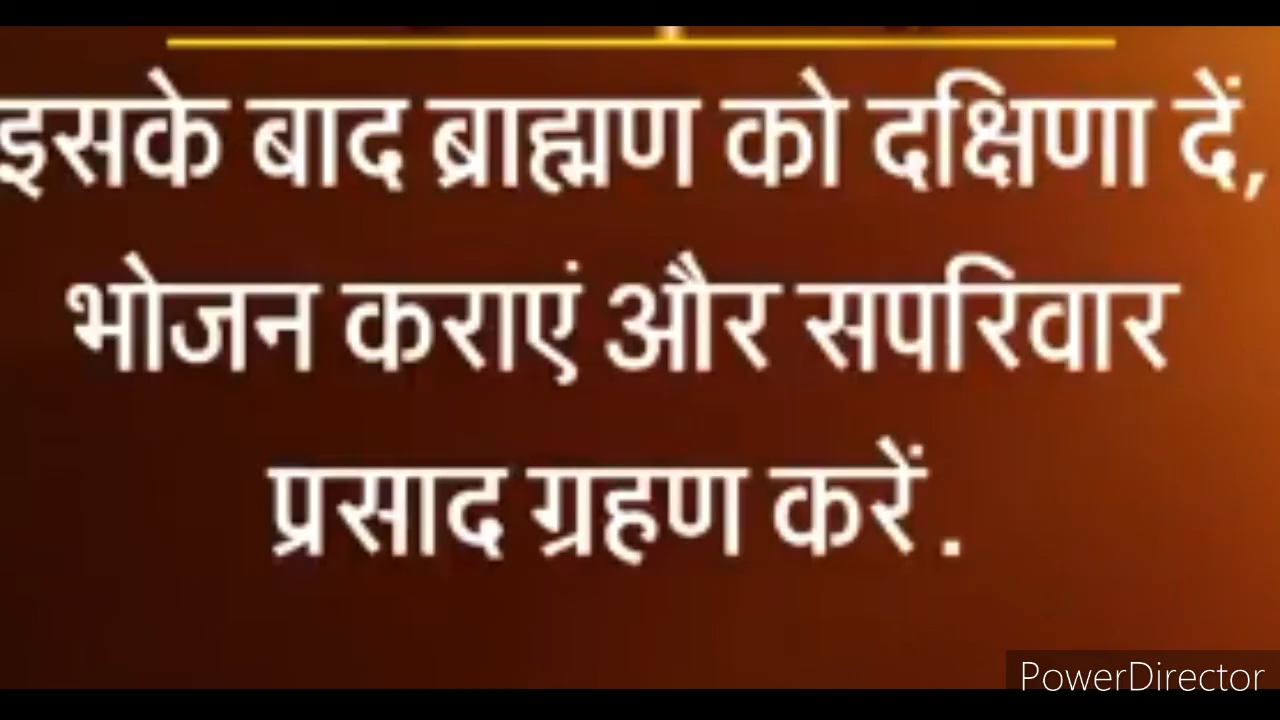 इसके बाद ब्राह्मण को दक्षिणा दें,
भोजन कराएं और सपरिवार
प्रसाद ग्रहण करें.
PowerDirector